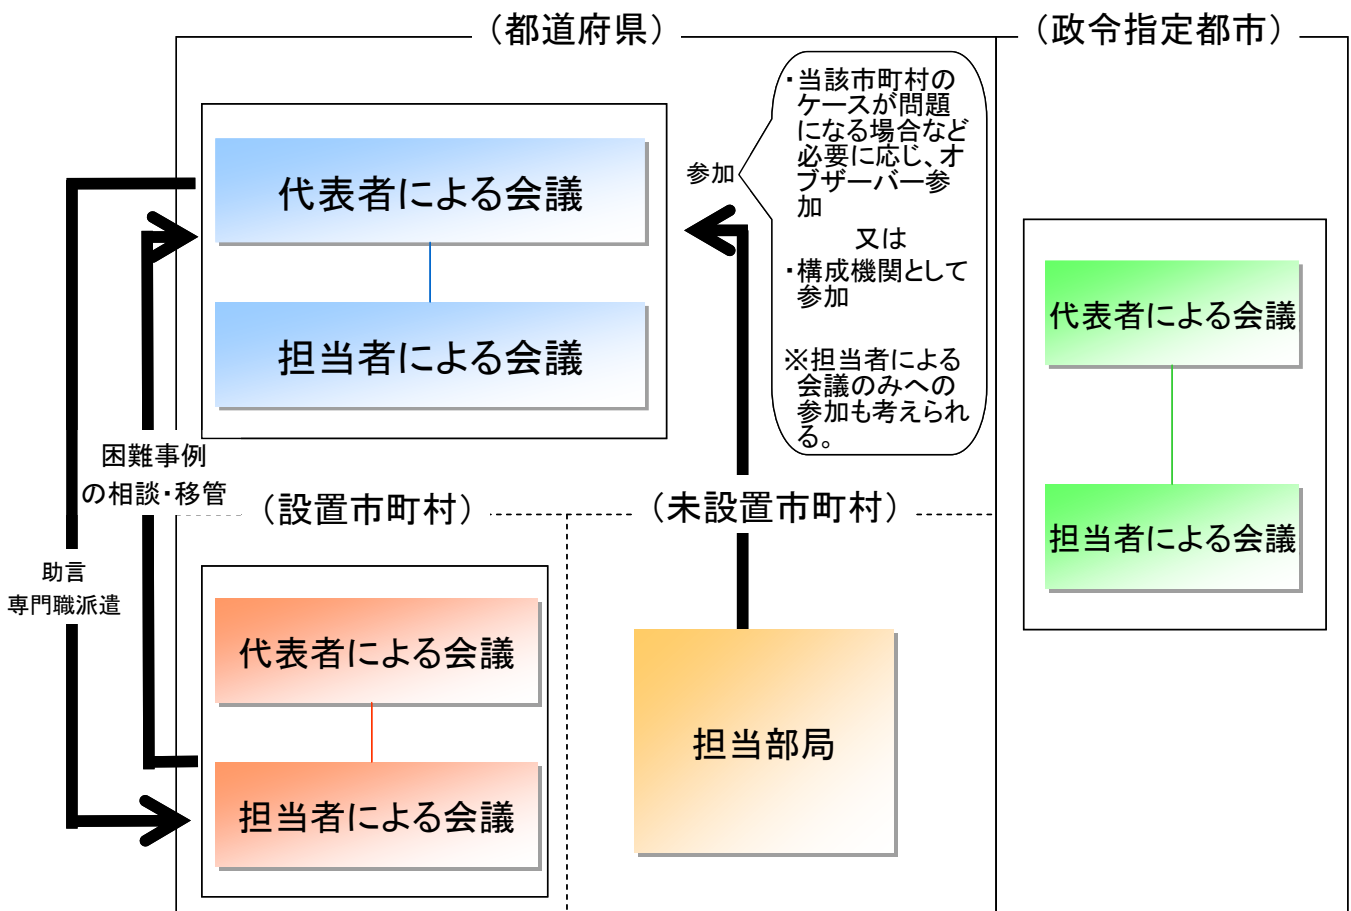 （都道府県）
（政令指定都市）
代表者による会議
担当者による会議
参加
・当該市町村の
ケースが問題
になる場合など
必要に応じ、オ
ブザーバー参
加
又は
・構成機関として
参加
※担当者による
会議のみへの
参加も考えられ
る。
代表者による会議
担当者による会議
困難事例
の相談・移管
助言
専門職派遣
（設置市町村）
（未設置市町村）
代表者による会議
担当者による会議
担当部局